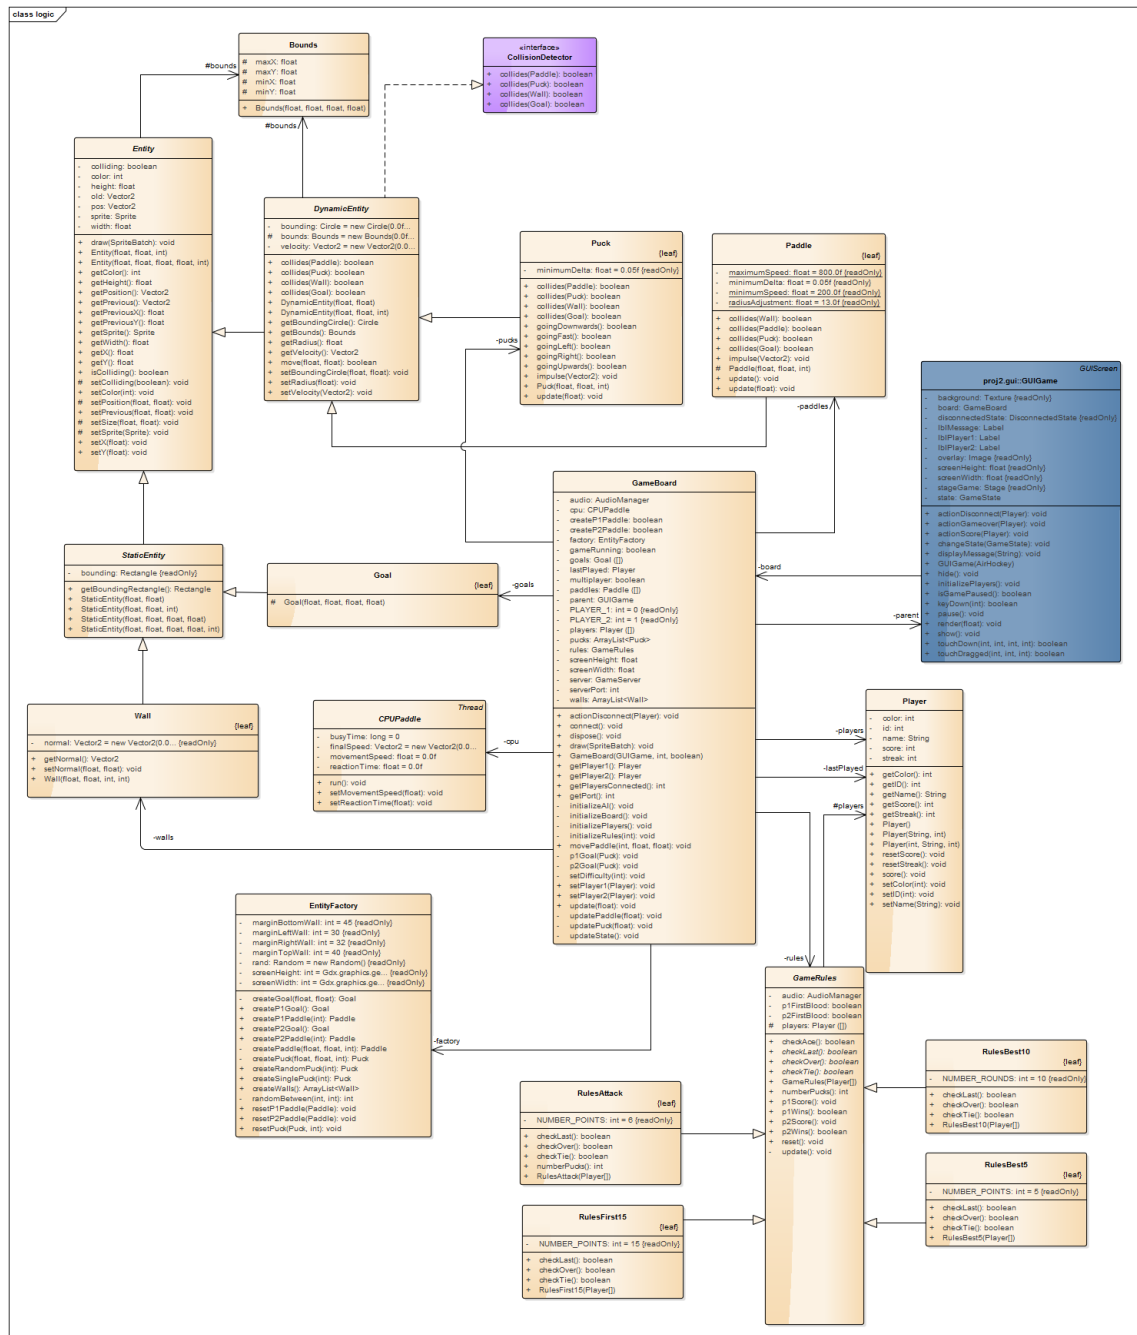 class logic
Bounds
# maxX: float
# maxY: float
# minX: float
# minY: float
+ Bounds(float, float, float, float)
«interface»
CollisionDetector
+ collides(Paddle): boolean
+ collides(Puck): boolean
+ collides(Wall): boolean
+ collides(Goal): boolean
#bounds
#bounds
Entity
- colliding: boolean
- color: int
- height: float
- old: Vector2
- pos: Vector2
- sprite: Sprite
- width: float
+ draw(SpriteBatch): void
+ Entity(float, float, int)
+ Entity(float, float, float, float, int)
+ getColor(): int
+ getHeight(): float
+ getPosition(): Vector2
+ getPrevious(): Vector2
+ getPreviousX(): float
+ getPreviousY(): float
+ getSprite(): Sprite
+ getWidth(): float
+ getX(): float
+ getY(): float
+ isColliding(): boolean
# setColliding(boolean): void
+ setColor(int): void
# setPosition(float, float): void
+ setPrevious(float, float): void
# setSize(float, float): void
# setSprite(Sprite): void
+ setX(float): void
+ setY(float): void
DynamicEntity
- bounding: Circle = new Circle(0.0f...
# bounds: Bounds = new Bounds(0.0f...
- velocity: Vector2 = new Vector2(0.0...
+ collides(Paddle): boolean
+ collides(Puck): boolean
+ collides(Wall): boolean
+ collides(Goal): boolean
+ DynamicEntity(float, float)
+ DynamicEntity(float, float, int)
+ getBoundingCircle(): Circle
+ getBounds(): Bounds
+ getRadius(): float
+ getVelocity(): Vector2
+ move(float, float): boolean
+ setBoundingCircle(float, float): void
+ setRadius(float): void
+ setVelocity(Vector2): void
Puck
{leaf}
- minimumDelta: float = 0.05f {readOnly}
+ collides(Paddle): boolean
+ collides(Puck): boolean
+ collides(Wall): boolean
+ collides(Goal): boolean
+ goingDownwards(): boolean
+ goingFast(): boolean
+ goingLeft(): boolean
+ goingRight(): boolean
+ goingUpwards(): boolean
+ impulse(Vector2): void
+ Puck(float, float, int)
+ update(float): void
Paddle
{leaf}
- maximumSpeed: float = 800.0f {readOnly}
- minimumDelta: float = 0.05f {readOnly}
- minimumSpeed: float = 200.0f {readOnly}
- radiusAdjustment: float = 13.0f {readOnly}
+ collides(Wall): boolean
+ collides(Paddle): boolean
+ collides(Puck): boolean
+ collides(Goal): boolean
+ impulse(Vector2): void
# Paddle(float, float, int)
+ update(): void
+ update(float): void
-pucks
-paddles
GUIScreen
proj2.gui::GUIGame
- background: Texture {readOnly}
- board: GameBoard
- disconnectedState: DisconnectedState {readOnly}
- lblMessage: Label
- lblPlayer1: Label
- lblPlayer2: Label
- overlay: Image {readOnly}
- screenHeight: float {readOnly}
- screenWidth: float {readOnly}
- stageGame: Stage {readOnly}
- state: GameState
+ actionDisconnect(Player): void
+ actionGameover(Player): void
+ actionScore(Player): void
+ changeState(GameState): void
+ displayMessage(String): void
+ GUIGame(AirHockey)
+ hide(): void
+ initializePlayers(): void
+ isGamePaused(): boolean
+ keyDown(int): boolean
+ pause(): void
+ render(float): void
+ show(): void
+ touchDown(int, int, int, int): boolean
+ touchDragged(int, int, int): boolean
GameBoard
- audio: AudioManager
- cpu: CPUPaddle
- createP1Paddle: boolean
- createP2Paddle: boolean
- factory: EntityFactory
- gameRunning: boolean
- goals: Goal ([])
- lastPlayed: Player
- multiplayer: boolean
- paddles: Paddle ([])
- parent: GUIGame
- PLAYER_1: int = 0 {readOnly}
- PLAYER_2: int = 1 {readOnly}
- players: Player ([])
- pucks: ArrayList<Puck>
- rules: GameRules
- screenHeight: float
- screenWidth: float
- server: GameServer
- serverPort: int
- walls: ArrayList<Wall>
+ actionDisconnect(Player): void
+ connect(): void
+ dispose(): void
+ draw(SpriteBatch): void
+ GameBoard(GUIGame, int, boolean)
+ getPlayer1(): Player
+ getPlayer2(): Player
+ getPlayersConnected(): int
+ getPort(): int
- initializeAI(): void
- initializeBoard(): void
- initializePlayers(): void
- initializeRules(int): void
+ movePaddle(int, float, float): void
- p1Goal(Puck): void
- p2Goal(Puck): void
- setDifficulty(int): void
+ setPlayer1(Player): void
+ setPlayer2(Player): void
+ update(float): void
- updatePaddle(float): void
- updatePuck(float): void
- updateState(): void
-board
-parent
StaticEntity
- bounding: Rectangle {readOnly}
+ getBoundingRectangle(): Rectangle
+ StaticEntity(float, float)
+ StaticEntity(float, float, int)
+ StaticEntity(float, float, float, float)
+ StaticEntity(float, float, float, float, int)
Goal
{leaf}
# Goal(float, float, float, float)
-goals
Wall
{leaf}
- normal: Vector2 = new Vector2(0.0... {readOnly}
+ getNormal(): Vector2
+ setNormal(float, float): void
+ Wall(float, float, int, int)
-walls
Thread
CPUPaddle
- busyTime: long = 0
- finalSpeed: Vector2 = new Vector2(0.0...
- movementSpeed: float = 0.0f
- reactionTime: float = 0.0f
+ run(): void
+ setMovementSpeed(float): void
+ setReactionTime(float): void
-cpu
Player
- color: int
- id: int
- name: String
- score: int
- streak: int
+ getColor(): int
+ getID(): int
+ getName(): String
+ getScore(): int
+ getStreak(): int
+ Player()
+ Player(String, int)
+ Player(int, String, int)
+ resetScore(): void
+ resetStreak(): void
+ score(): void
+ setColor(int): void
+ setID(int): void
+ setName(String): void
-players
-lastPlayed
#players
EntityFactory
- marginBottomWall: int = 45 {readOnly}
- marginLeftWall: int = 30 {readOnly}
- marginRightWall: int = 32 {readOnly}
- marginTopWall: int = 40 {readOnly}
- rand: Random = new Random() {readOnly}
- screenHeight: int = Gdx.graphics.ge... {readOnly}
- screenWidth: int = Gdx.graphics.ge... {readOnly}
- createGoal(float, float): Goal
+ createP1Goal(): Goal
+ createP1Paddle(int): Paddle
+ createP2Goal(): Goal
+ createP2Paddle(int): Paddle
- createPaddle(float, float, int): Paddle
- createPuck(float, float, int): Puck
+ createRandomPuck(int): Puck
+ createSinglePuck(int): Puck
+ createWalls(): ArrayList<Wall>
- randomBetween(int, int): int
+ resetP1Paddle(Paddle): void
+ resetP2Paddle(Paddle): void
+ resetPuck(Puck, int): void
-factory
-rules
GameRules
- audio: AudioManager
- p1FirstBlood: boolean
- p2FirstBlood: boolean
# players: Player ([])
+ checkAce(): boolean
+ checkLast(): boolean
+ checkOver(): boolean
+ checkTie(): boolean
+ GameRules(Player[])
+ numberPucks(): int
+ p1Score(): void
+ p1Wins(): boolean
+ p2Score(): void
+ p2Wins(): boolean
+ reset(): void
- update(): void
RulesAttack
{leaf}
- NUMBER_POINTS: int = 6 {readOnly}
+ checkLast(): boolean
+ checkOver(): boolean
+ checkTie(): boolean
+ numberPucks(): int
+ RulesAttack(Player[])
RulesFirst15
{leaf}
- NUMBER_POINTS: int = 15 {readOnly}
+ checkLast(): boolean
+ checkOver(): boolean
+ checkTie(): boolean
+ RulesFirst15(Player[])
RulesBest10
{leaf}
- NUMBER_ROUNDS: int = 10 {readOnly}
+ checkLast(): boolean
+ checkOver(): boolean
+ checkTie(): boolean
+ RulesBest10(Player[])
RulesBest5
{leaf}
- NUMBER_POINTS: int = 5 {readOnly}
+ checkLast(): boolean
+ checkOver(): boolean
+ checkTie(): boolean
+ RulesBest5(Player[])